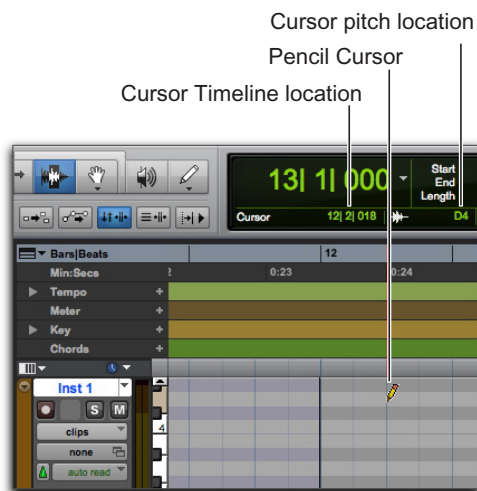 Cursor pitch location
Pencil Cursor
Cursor Timeline location
13| 1| 000
Start
End
Length
Cursor 12| 2| 018 D4
Bars|Beats 12
Min:Secs 2 0:23 0:24
Tempo +
Meter +
Key +
Chords +
Inst 1
S M
clips
none
auto read
4